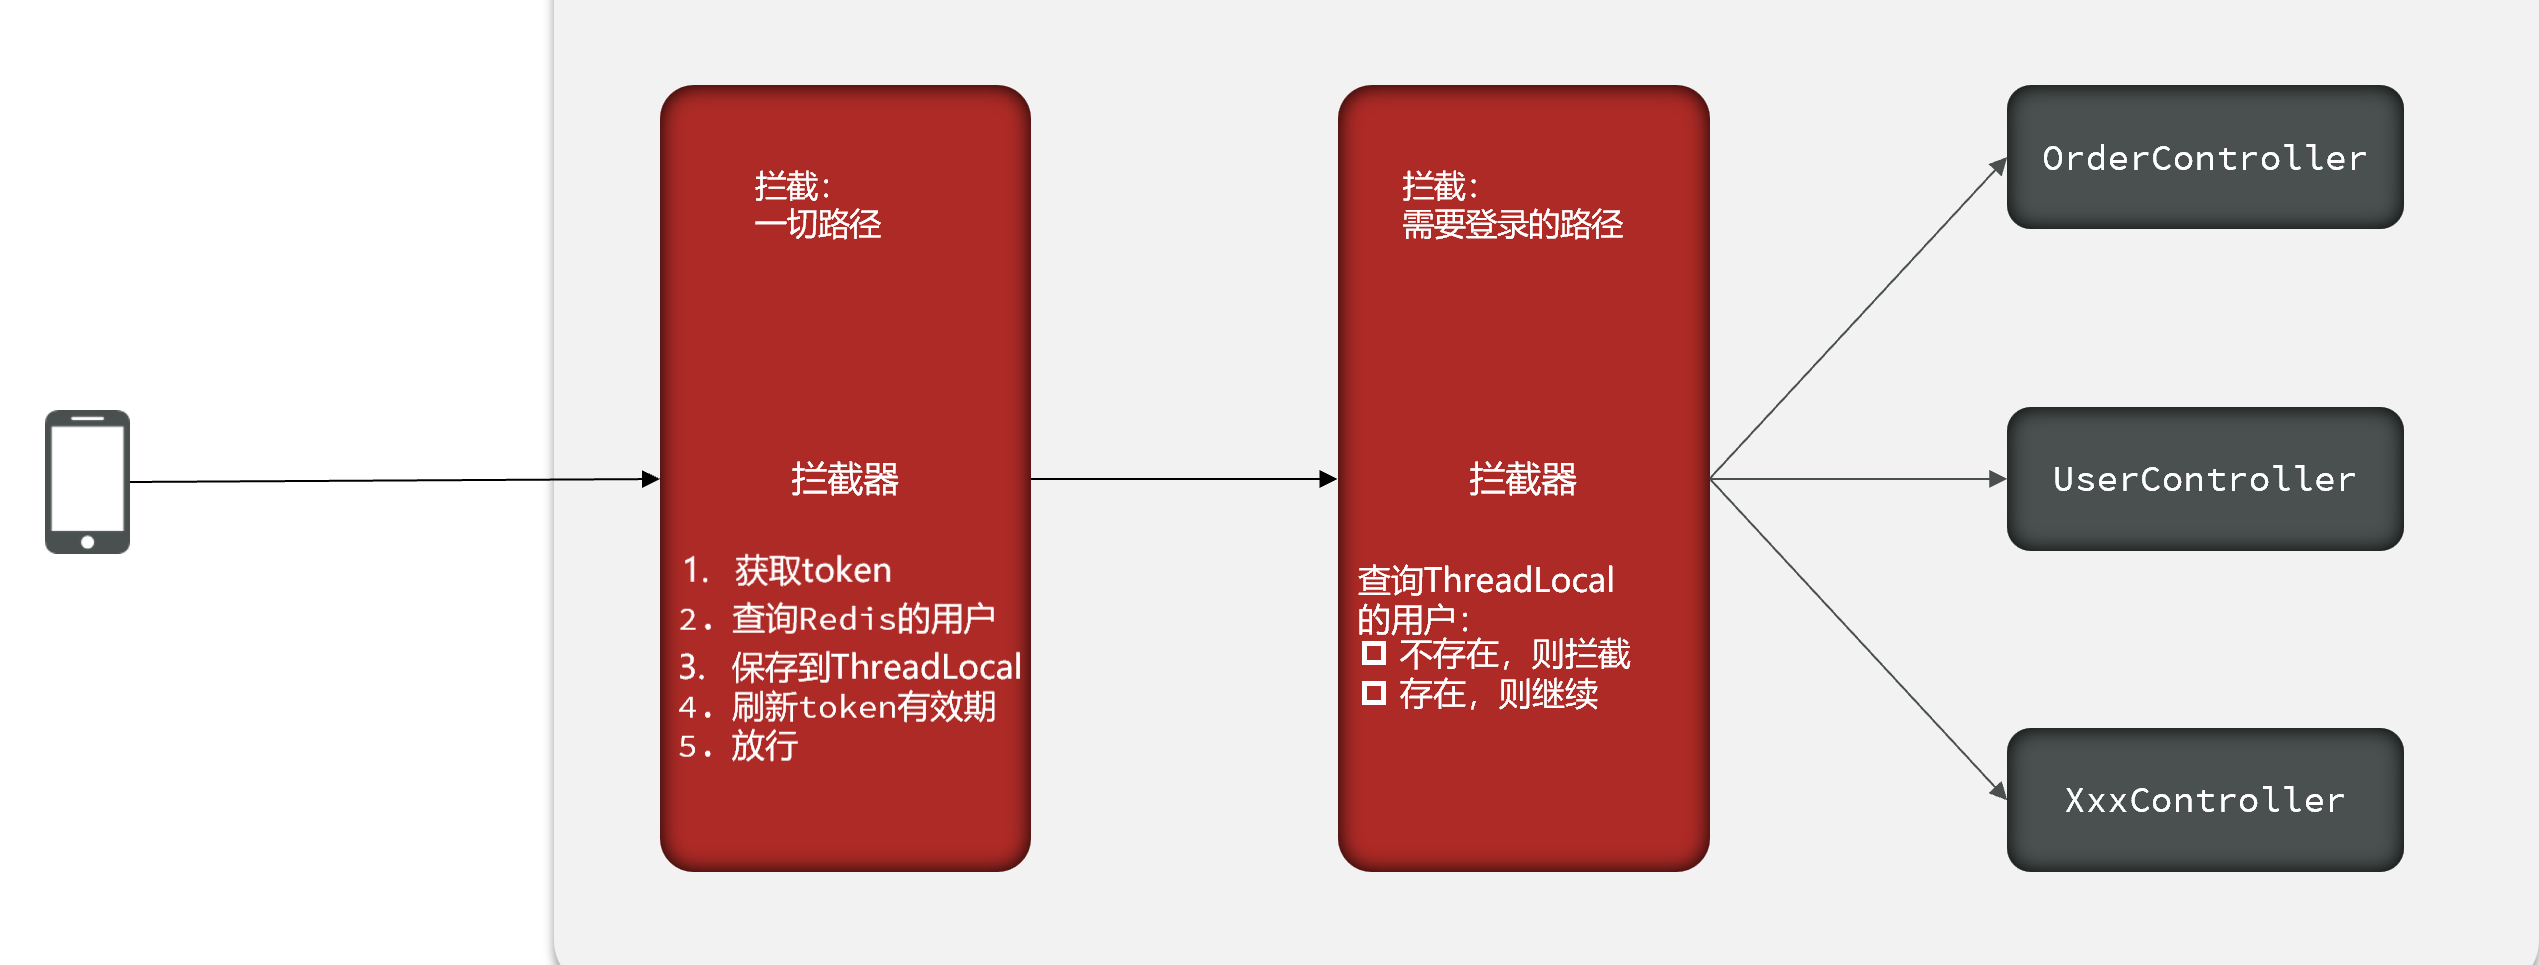 拦截：
一切路径
拦截器
1. 获取token
2. 查询Redis的用户
3. 保存到ThreadLocal
4. 刷新token有效期
5. 放行
拦截：
需要登录的路径
拦截器
查询ThreadLocal
的用户：
不存在，则拦截
存在，则继续
OrderController
UserController
XxxController